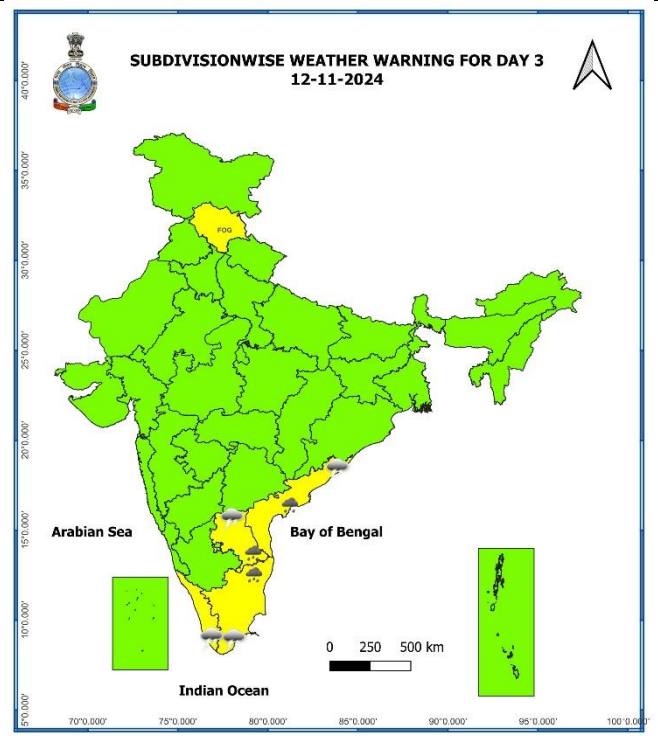 SUBDIVISIONWISE WEATHER WARNING FOR DAY 3
12-11-2024
40°0.000'
35°0.000'
FOG
30°0.000'
25°0.000'
20°0.000'
15°0.000'
Arabian Sea
Bay of Bengal
10°0.000'
0 250 500 km
Indian Ocean
5°0.000'
70°0.000' 75°0.000' 80°0.000' 85°0.000' 90°0.000' 95°0.000' 100°0.000'